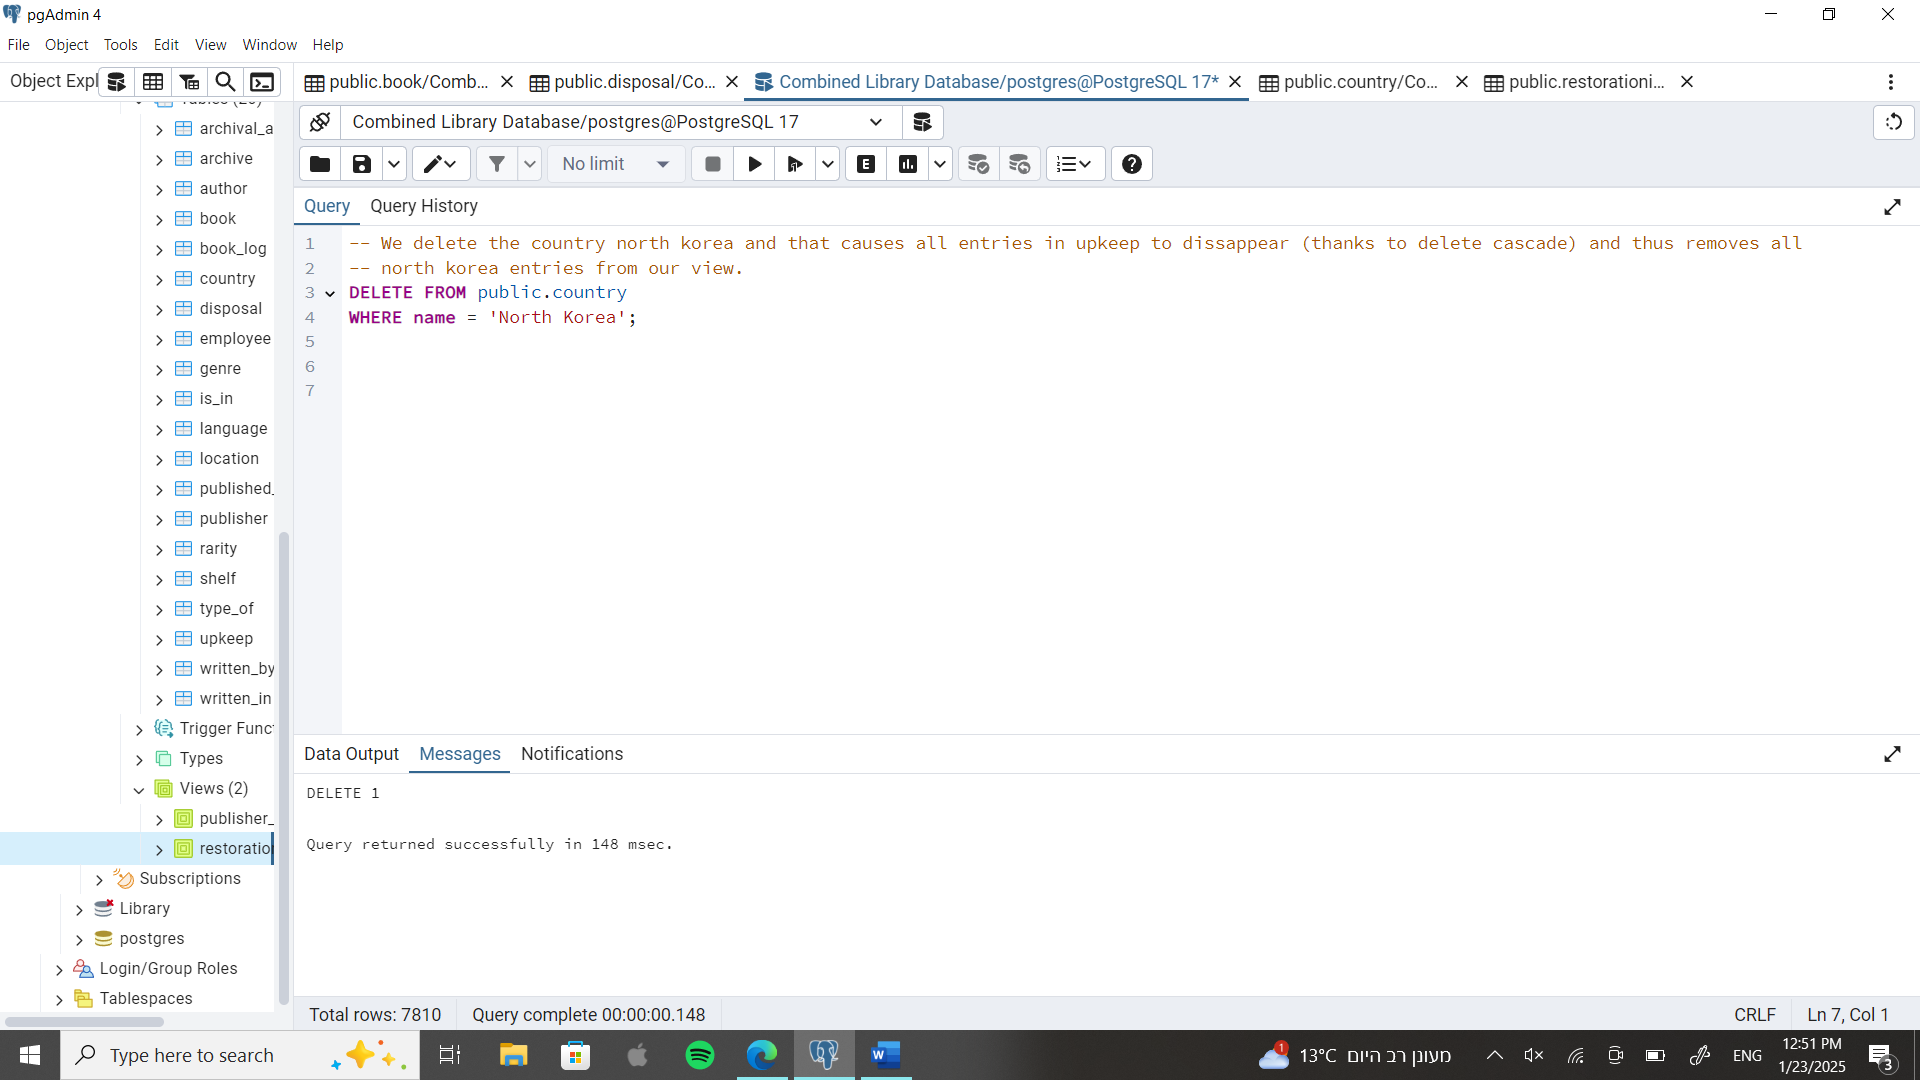 pgAdmin 4
File Object Tools Edit View Window Help
Object Expl
public.book/Comb... public.disposal/Co... Combined Library Database/postgres@PostgreSQL 17* public.country/Co... public.restorationi...
Combined Library Database/postgres@PostgreSQL 17
No limit
E
Query Query History
1 -- We delete the country north korea and that causes all entries in upkeep to dissappear (thanks to delete cascade) and thus removes all
2 -- north korea entries from our view.
3 DELETE FROM public.country
4 WHERE name = 'North Korea';
5
6
7
archival_a
archive
author
book
book_log
country
disposal
employee
genre
is_in
language
location
published_
publisher
rarity
shelf
type_of
upkeep
written_by
written_in
Trigger Func
Types
Views (2)
publisher_
restoratio
Subscriptions
Library
postgres
Login/Group Roles
Tablespaces
Data Output Messages Notifications
DELETE 1
Query returned successfully in 148 msec.
Total rows: 7810 Query complete 00:00:00.148 CRLF Ln 7, Col 1
Type here to search
1
13°C מעונן רב היום
ENG
12:51 PM
1/23/2025
3